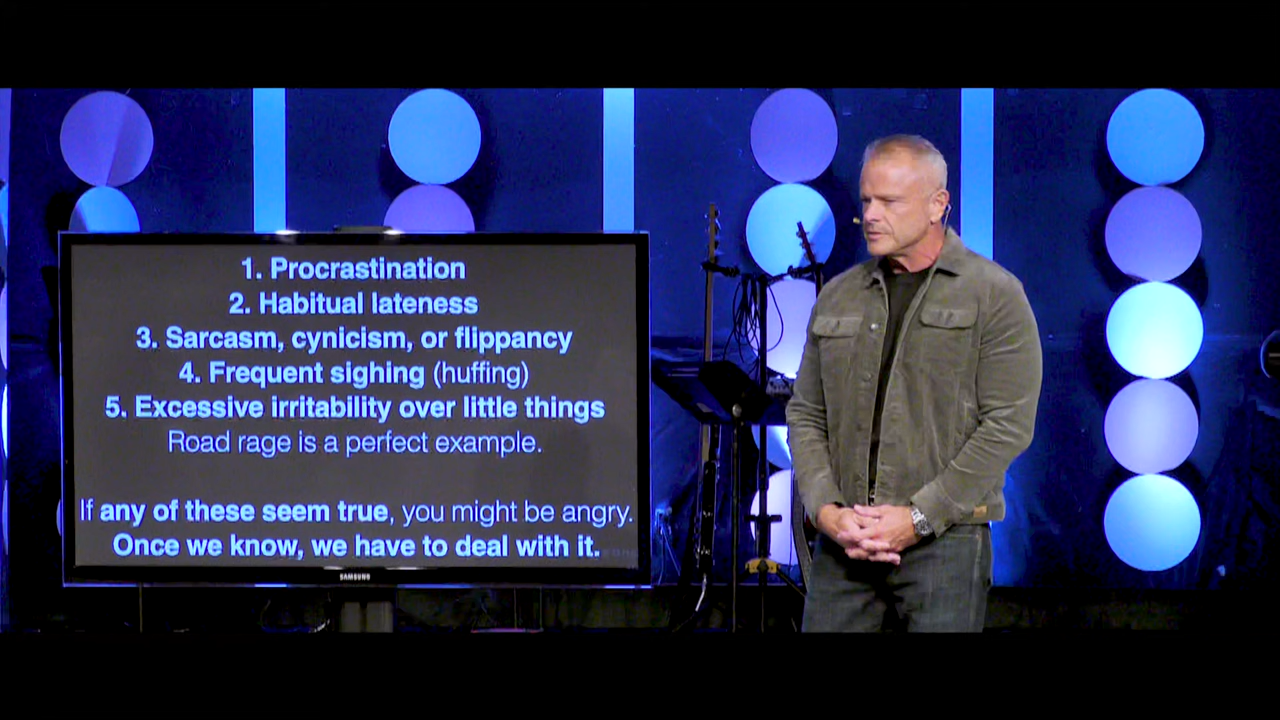 1. Procrastination
2. Habitual lateness
3. Sarcasm, cynicism, or flippancy
4. Frequent sighing (huffing)
5. Excessive irritability over little things
Road rage is a perfect example.
If any of these seem true, you might be angry.
Once we know, we have to deal with it.
SAMSUNG